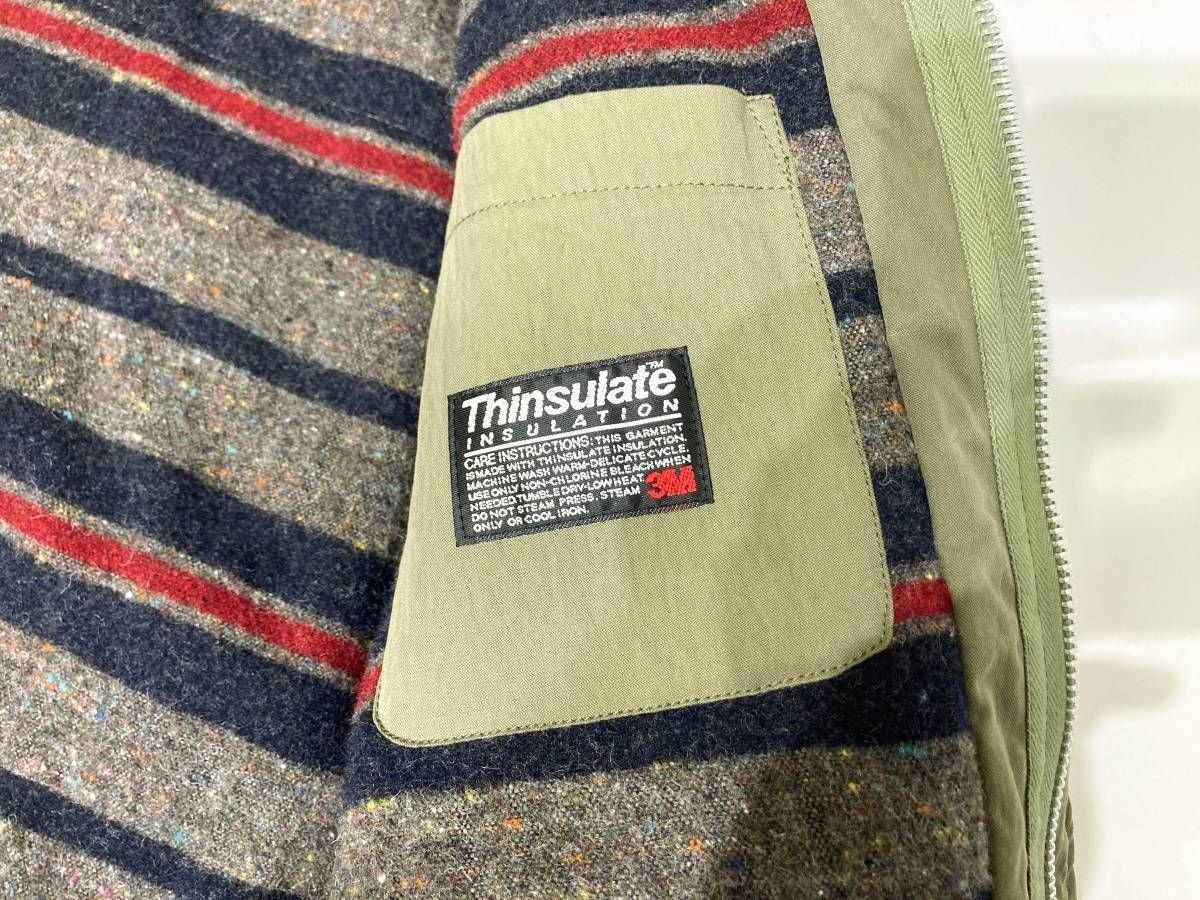 Thinsulate™
INSULATION
CARE INSTRUCTIONS: THIS GARMENT
IS MADE WITH THINSULATE INSULATION.
MACHINE WASH WARM-DELICATE CYCLE.
USE ONLY NON-CHLORINE BLEACH WHEN
NEEDED. TUMBLE DRY-LOW HEAT.
DO NOT STEAM PRESS. STEAM
ONLY OR COOL IRON.
3M